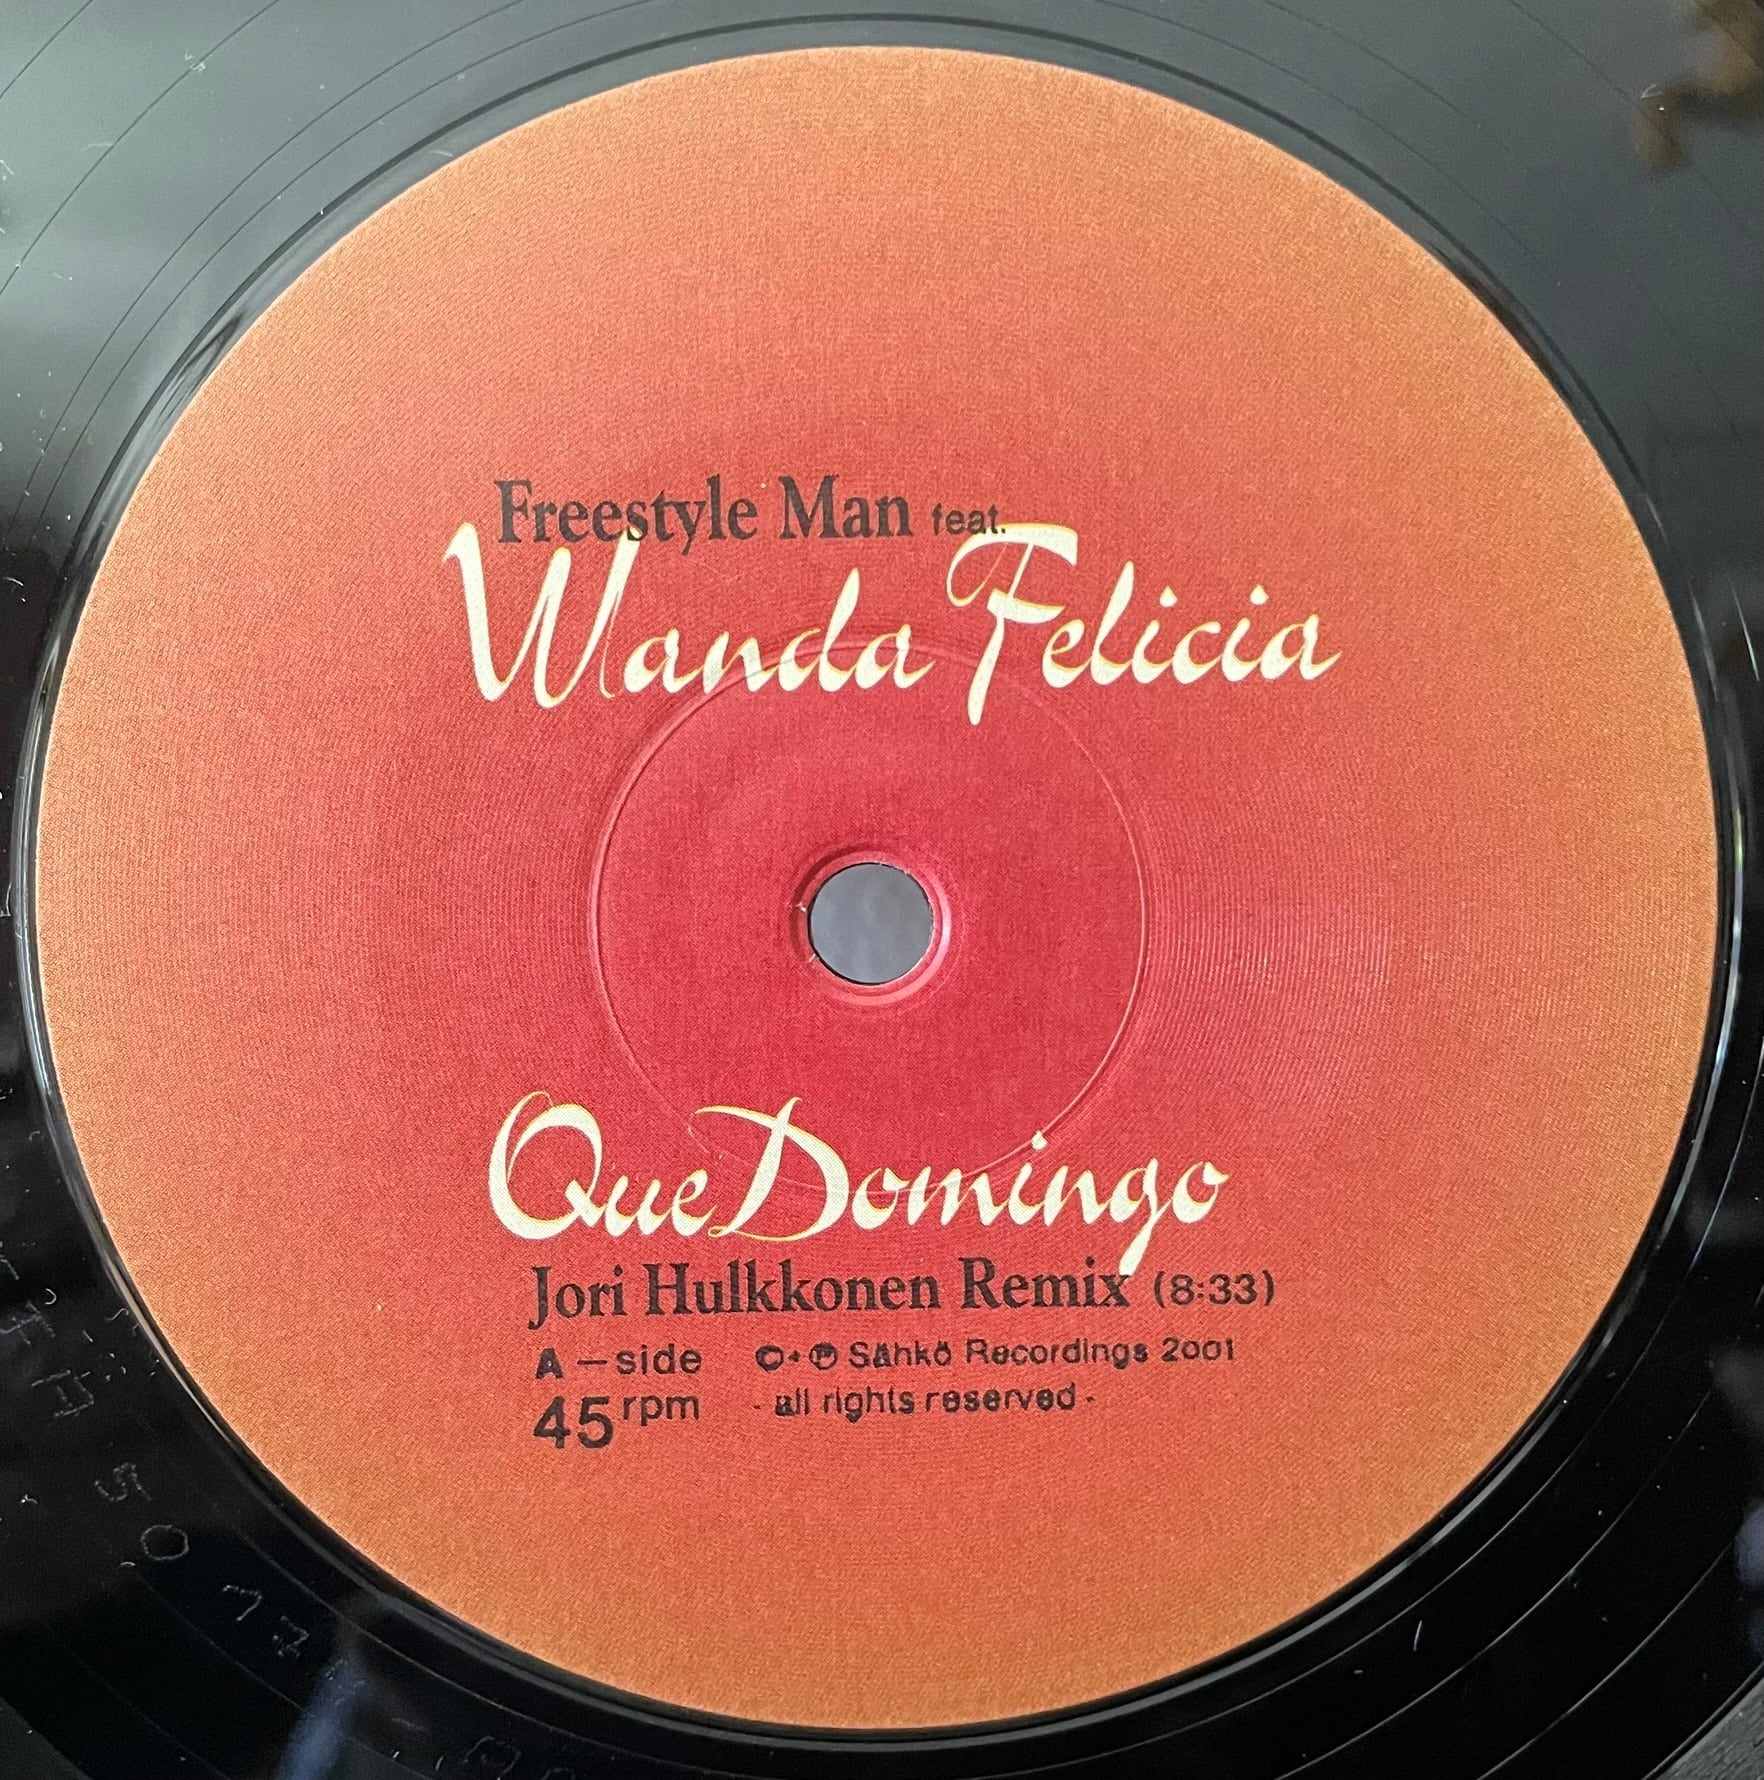 Freestyle Man feat.
Wanda Felicia
Que Domingo
Jori Hulkkonen Remix (8:33)
A – side
45 rpm
©+℗ Sähkö Recordings 2001
- all rights reserved -